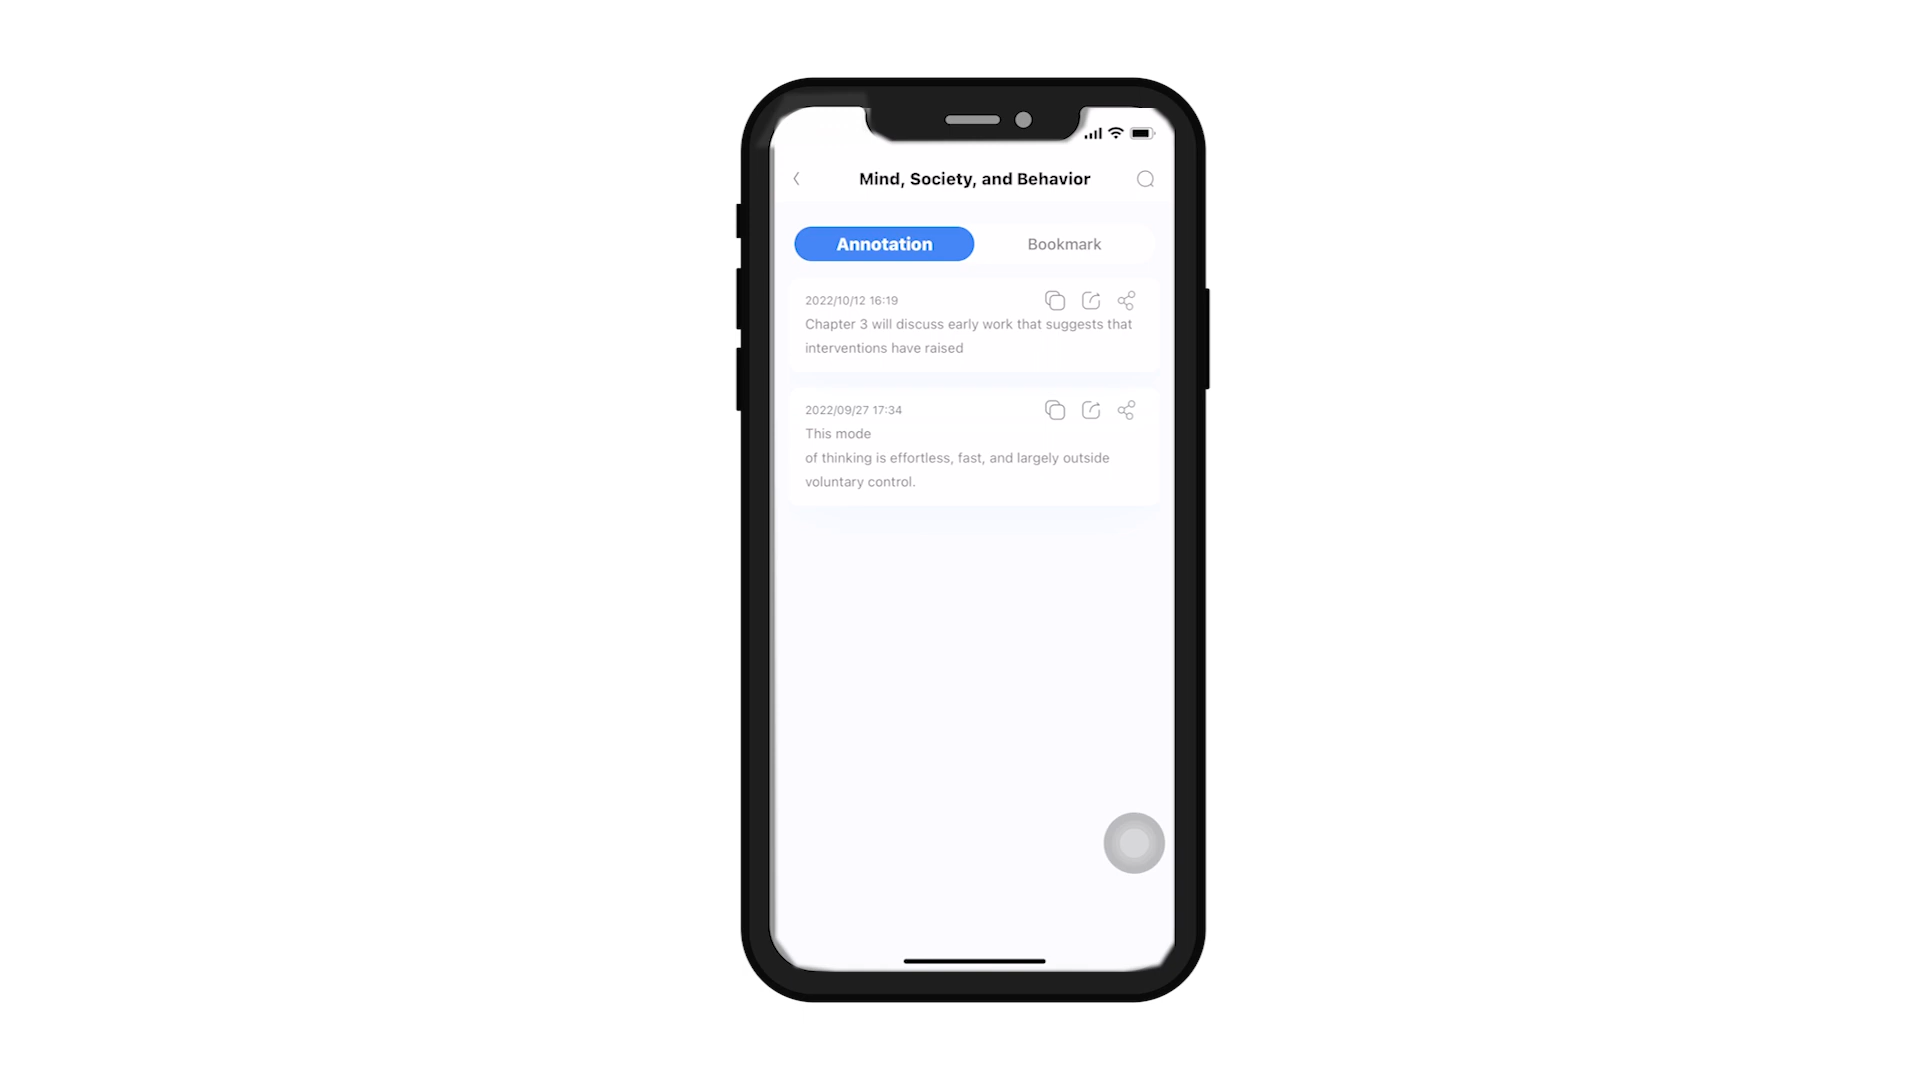 Mind, Society, and Behavior
Annotation
Bookmark
2022/10/12 16:19
Chapter 3 will discuss early work that suggests that
interventions have raised
2022/09/27 17:34
This mode
of thinking is effortless, fast, and largely outside
voluntary control.